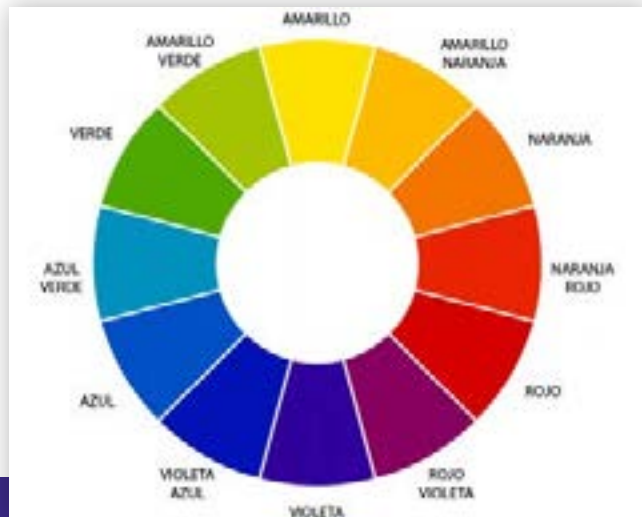 AMARILLO
AMARILLO
NARANJA
NARANJA
NARANJA
ROJO
ROJO
ROJO
VIOLETA
VIOLETA
VIOLETA
AZUL
AZUL
AZUL
VERDE
VERDE
AMARILLO
VERDE